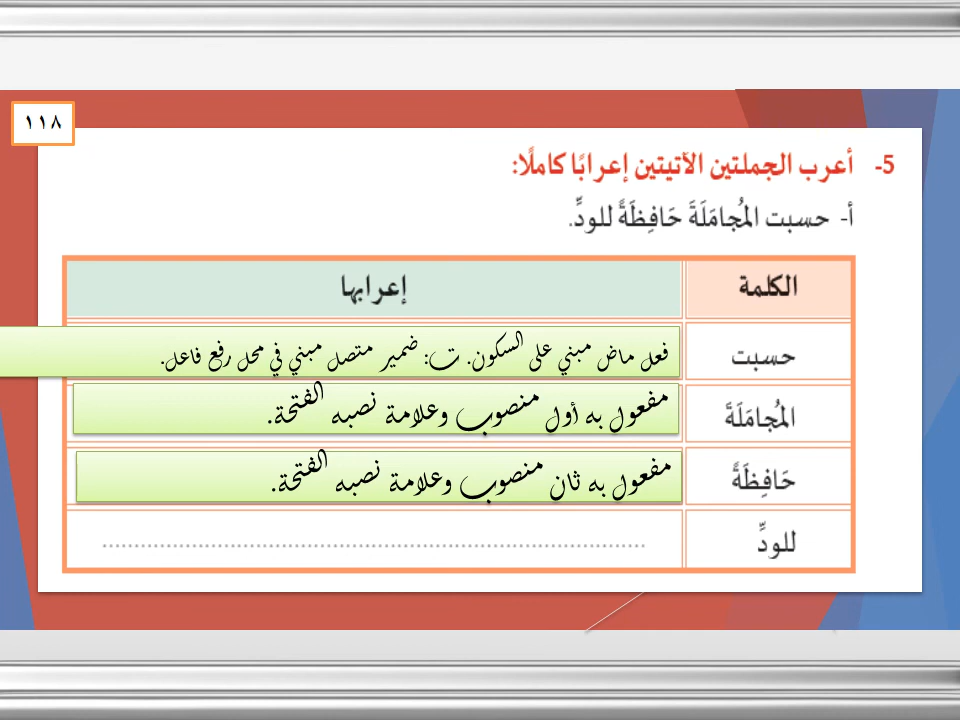 ١١٨
5- أعرب الجملتين الآتيتين إعرابًا كاملًا:
أ- حسبت المُجامَلَةَ حَافِظَةً للودِّ.
الكلمة إعرابها
حسبت فعل ماض مبني على السكون. ت: ضمير متصل مبني في محل رفع فاعل.
المُجامَلَةَ مفعول به أول منصوب وعلامة نصبه الفتحة.
حَافِظَةً مفعول به ثان منصوب وعلامة نصبه الفتحة.
للودِّ ................................................................